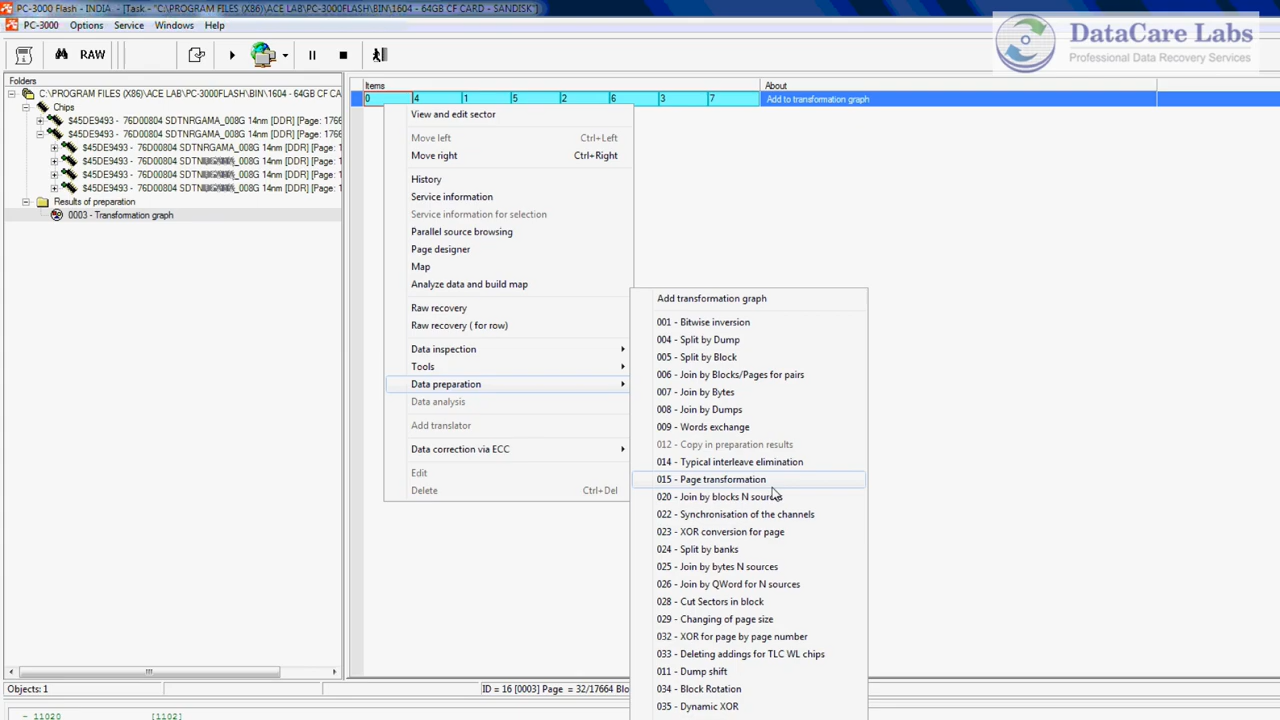 PC-3000 Flash - INDIA - [Task - "C:\PROGRAM FILES (X86)\ACE LAB\PC-3000FLASH\BIN\1604 - 64GB CF CARD - SANDISK"]
PC-3000 Options Service Windows Help
DataCare Labs
Professional Data Recovery Services
RAW
Folders
C:\PROGRAM FILES (X86)\ACE LAB\PC-3000FLASH\BIN\1604 - 64GB CF
Chips
$45DE9493 - 76D00804 SDTNRGAMA_008G 14nm [DDR] [Page: 1766
$45DE9493 - 76D00804 SDTNRGAMA_008G 14nm [DDR] [Page: 1766
$45DE9493 - 76D00804 SDTNRGAMA_008G 14nm [DDR] [Page: 1
$45DE9493 - 76D00804 SDTN _008G 14nm [DDR] [Page: 1
$45DE9493 - 76D00804 SDTN _008G 14nm [DDR] [Page: 1
$45DE9493 - 76D00804 SDTN _008G 14nm [DDR] [Page: 1
Results of preparation
0003 - Transformation graph
Items About
0 4 1 5 2 6 3 7 Add to transformation graph
View and edit sector
Move left Ctrl+Left
Move right Ctrl+Right
History
Service information
Service information for selection
Parallel source browsing
Page designer
Map
Analyze data and build map
Raw recovery
Raw recovery ( for row)
Data inspection
Tools
Data preparation
Data analysis
Add translator
Data correction via ECC
Edit
Delete Ctrl+Del
Add transformation graph
001 - Bitwise inversion
004 - Split by Dump
005 - Split by Block
006 - Join by Blocks/Pages for pairs
007 - Join by Bytes
008 - Join by Dumps
009 - Words exchange
012 - Copy in preparation results
014 - Typical interleave elimination
015 - Page transformation
020 - Join by blocks N sources
022 - Synchronisation of the channels
023 - XOR conversion for page
024 - Split by banks
025 - Join by bytes N sources
026 - Join by QWord for N sources
028 - Cut Sectors in block
029 - Changing of page size
032 - XOR for page by page number
033 - Deleting addings for TLC WL chips
011 - Dump shift
034 - Block Rotation
035 - Dynamic XOR
Objects: 1 ID = 16 [0003] Page = 32/17664 Blo
- 11020 [1102]